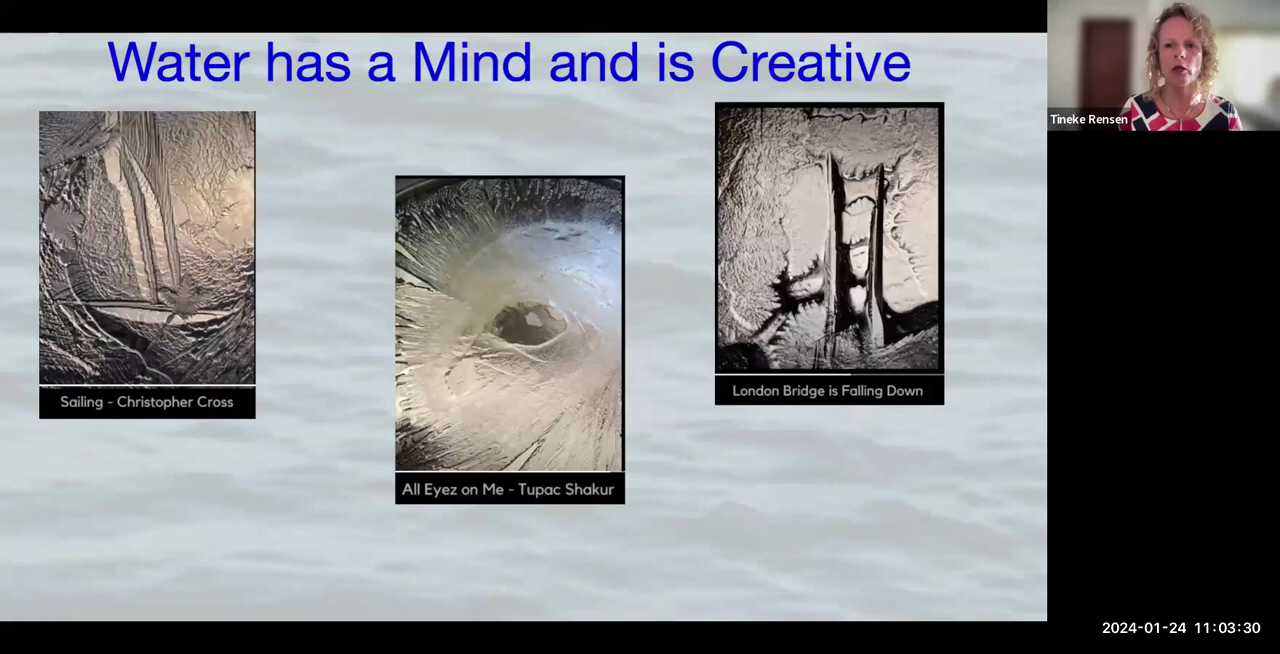 Water has a Mind and is Creative
Tineke Rensen
Sailing - Christopher Cross
All Eyez on Me - Tupac Shakur
London Bridge is Falling Down
2024-01-24 11:03:30